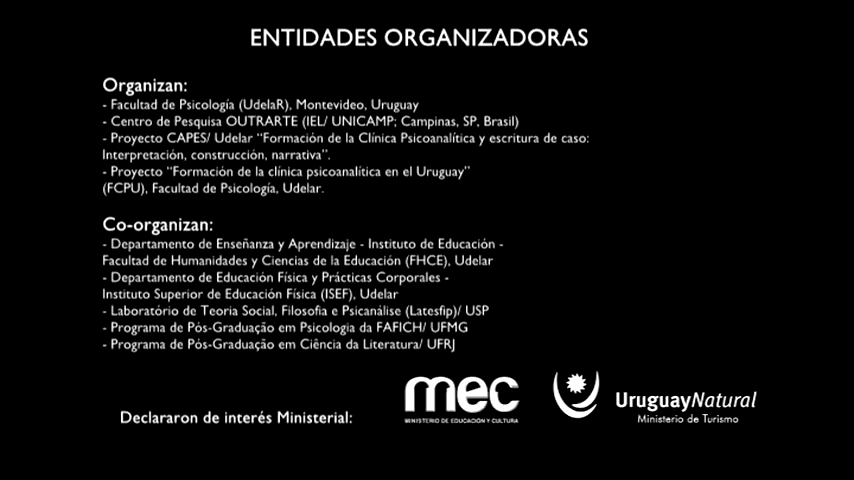 ENTIDADES ORGANIZADORAS
Organizan:
- Facultad de Psicología (UdelaR), Montevideo, Uruguay
- Centro de Pesquisa OUTRARTE (IEL/ UNICAMP; Campinas, SP, Brasil)
- Proyecto CAPES/ Udelar “Formación de la Clínica Psicoanalítica y escritura de caso:
Interpretación, construcción, narrativa”.
- Proyecto “Formación de la clínica psicoanalítica en el Uruguay”
(FCPU), Facultad de Psicología, Udelar.
Co-organizan:
- Departamento de Enseñanza y Aprendizaje - Instituto de Educación -
Facultad de Humanidades y Ciencias de la Educación (FHCE), Udelar
- Departamento de Educación Física y Prácticas Corporales -
Instituto Superior de Educación Física (ISEF), Udelar
- Laboratório de Teoria Social, Filosofia e Psicanálise (Latesfip)/ USP
- Programa de Pós-Graduação em Psicologia da FAFICH/ UFMG
- Programa de Pós-Graduação em Ciência da Literatura/ UFRJ
Declararon de interés Ministerial:
mec
MINISTERIO DE EDUCACIÓN Y CULTURA
UruguayNatural
Ministerio de Turismo